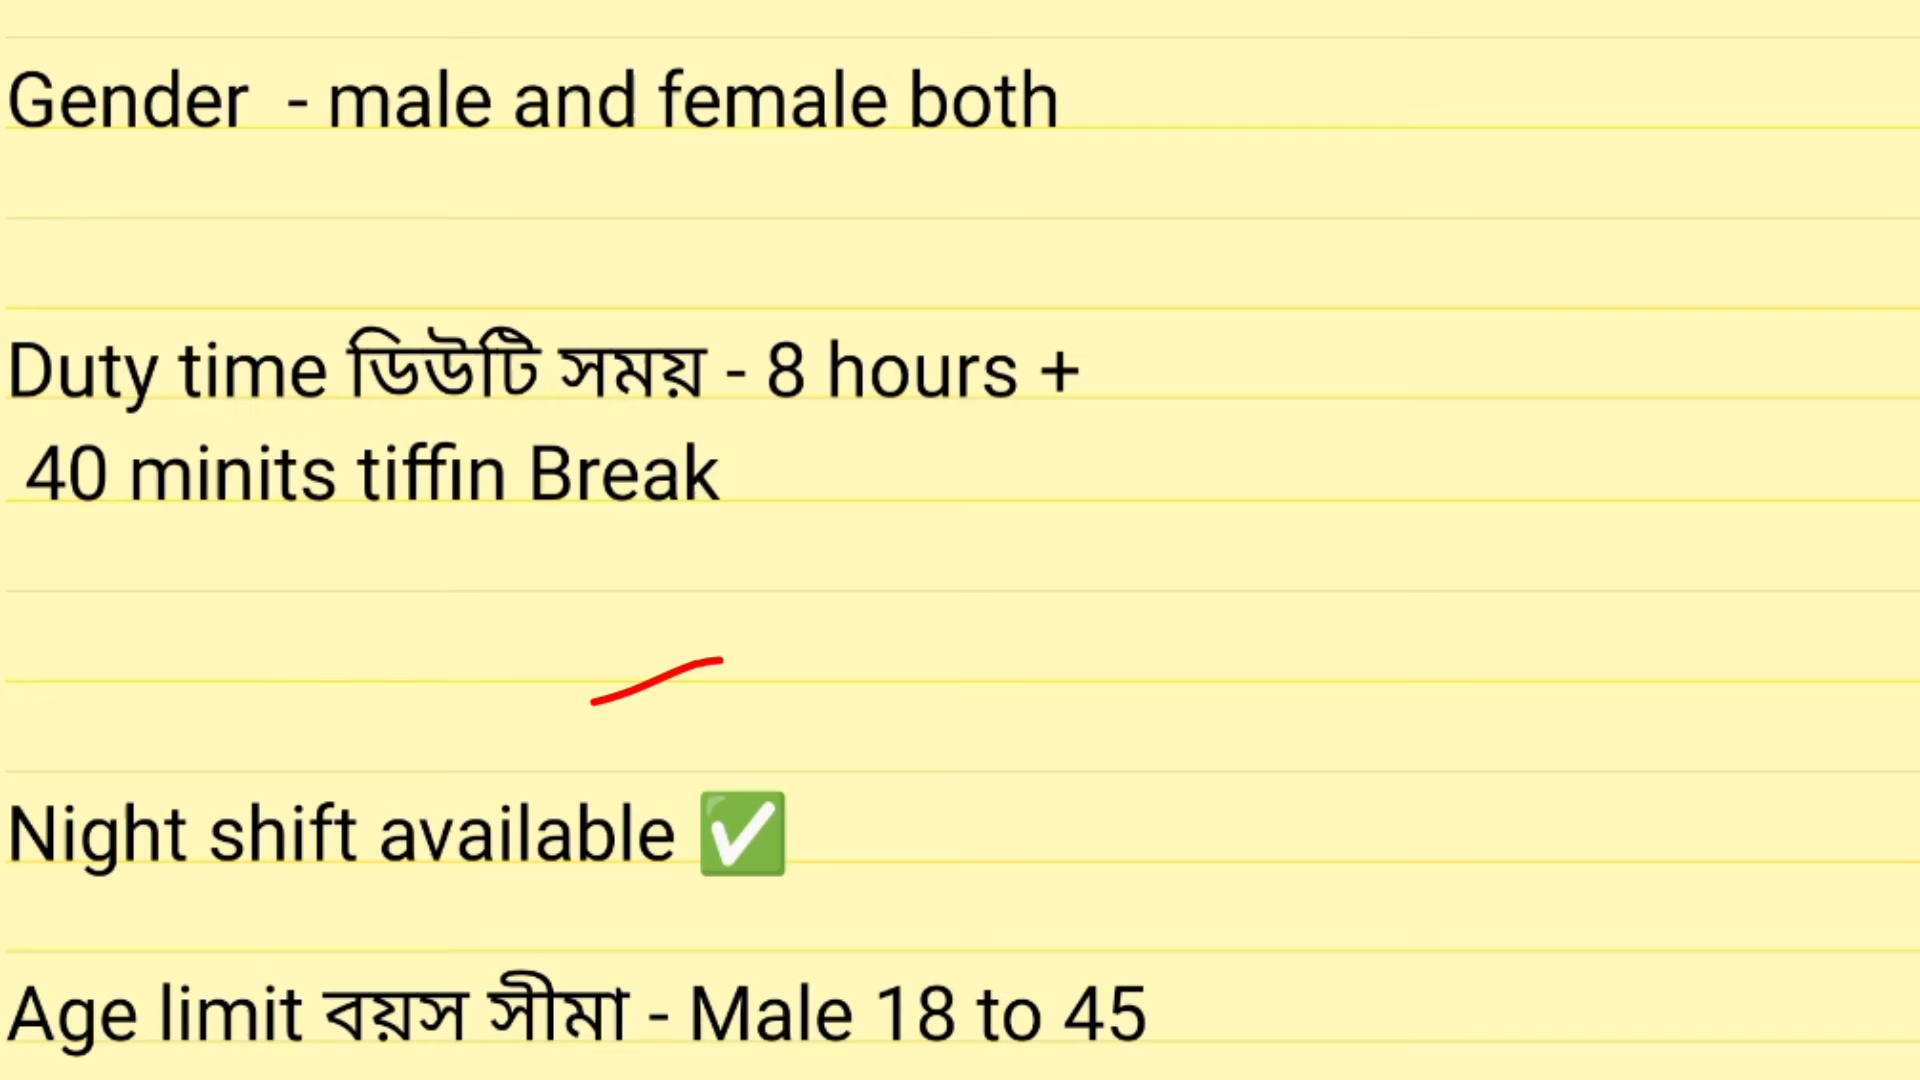 Gender - male and female both
Duty time ডিউটি সময় - 8 hours +
40 minits tiffin Break
Night shift available ✅
Age limit বয়স সীমা - Male 18 to 45